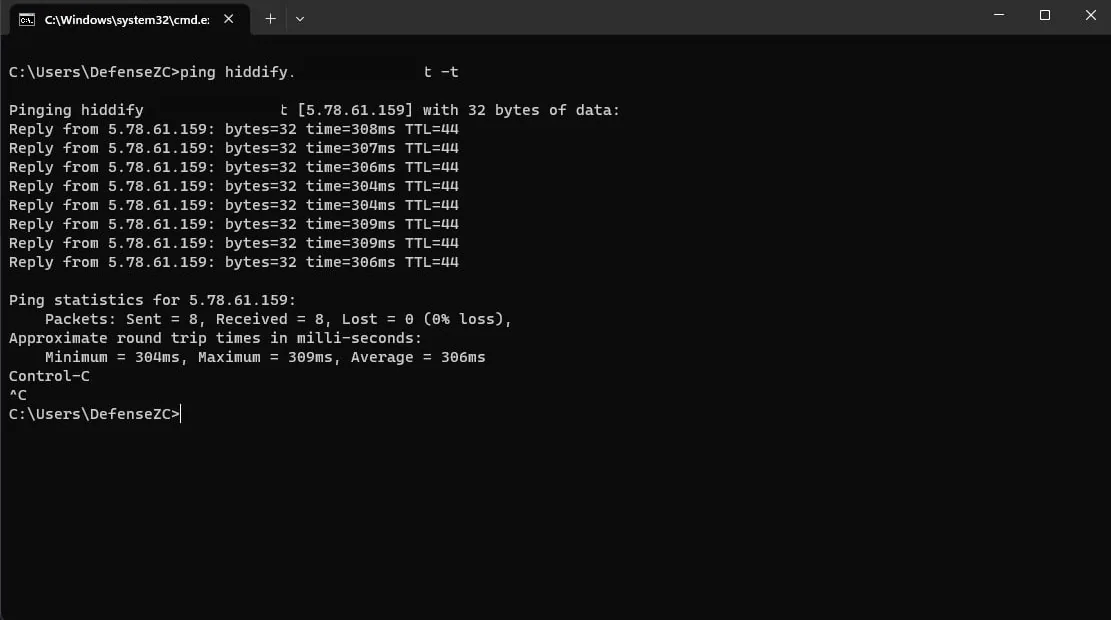 C:\Windows\system32\cmd.e:
C:\Users\DefenseZC>ping hiddify. t -t
Pinging hiddify t [5.78.61.159] with 32 bytes of data:
Reply from 5.78.61.159: bytes=32 time=308ms TTL=44
Reply from 5.78.61.159: bytes=32 time=307ms TTL=44
Reply from 5.78.61.159: bytes=32 time=306ms TTL=44
Reply from 5.78.61.159: bytes=32 time=304ms TTL=44
Reply from 5.78.61.159: bytes=32 time=304ms TTL=44
Reply from 5.78.61.159: bytes=32 time=309ms TTL=44
Reply from 5.78.61.159: bytes=32 time=309ms TTL=44
Reply from 5.78.61.159: bytes=32 time=306ms TTL=44
Ping statistics for 5.78.61.159:
Packets: Sent = 8, Received = 8, Lost = 0 (0% loss),
Approximate round trip times in milli-seconds:
Minimum = 304ms, Maximum = 309ms, Average = 306ms
Control-C
^C
C:\Users\DefenseZC>